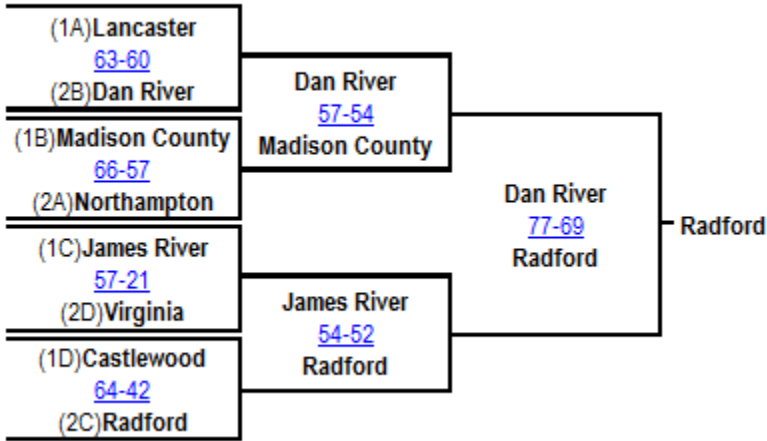 (1A)Lancaster
63-60
(2B)Dan River
(1B)Madison County
66-57
(2A)Northampton
(1C)James River
57-21
(2D)Virginia
(1D)Castlewood
64-42
(2C)Radford
Dan River
57-54
Madison County
James River
54-52
Radford
Dan River
77-69
Radford
Radford